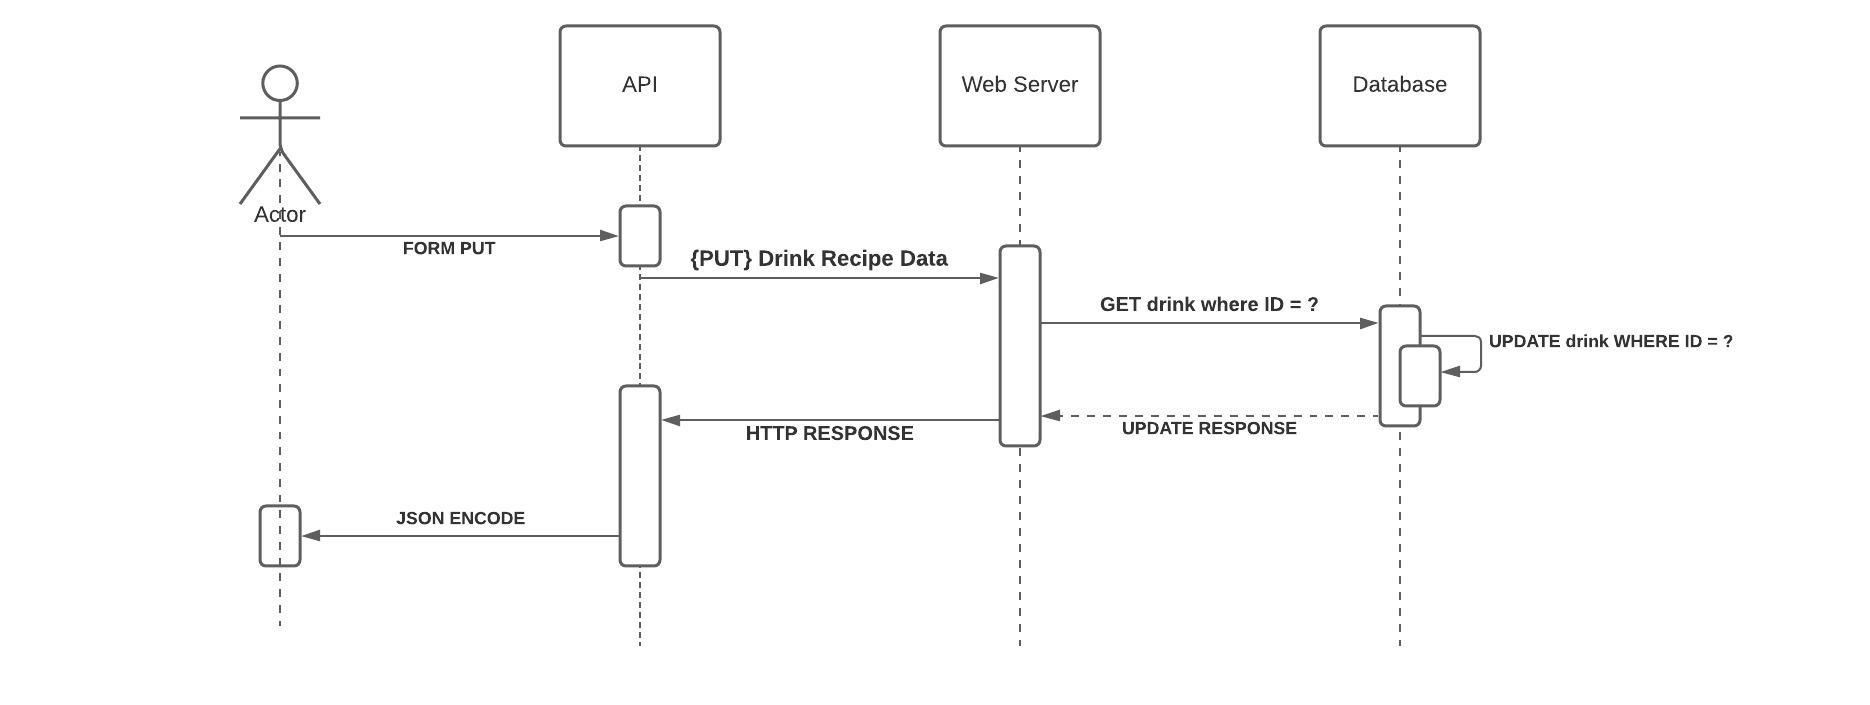 API
Web Server
Database
Actor
FORM PUT
{PUT} Drink Recipe Data
GET drink where ID = ?
UPDATE drink WHERE ID = ?
UPDATE RESPONSE
HTTP RESPONSE
JSON ENCODE